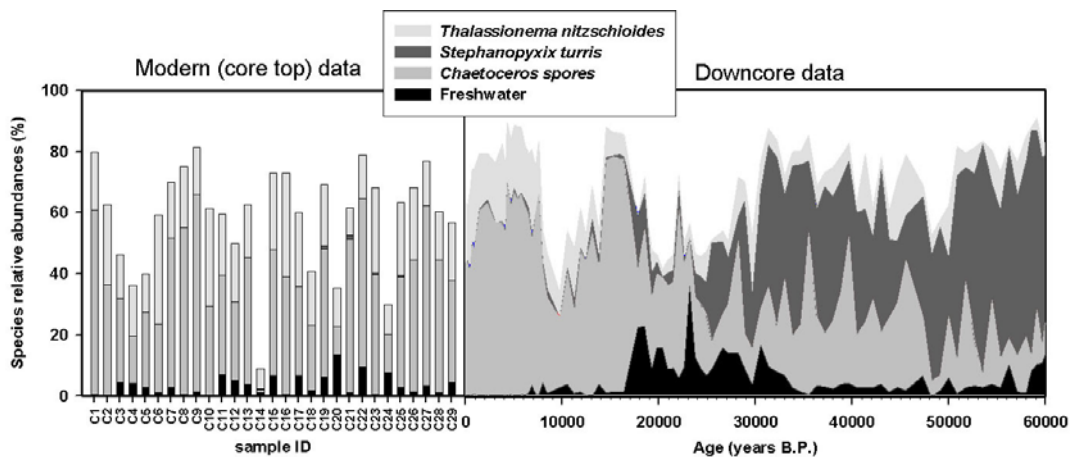 Thalassionema nitzschioides
Stephanopyxix turris
Chaetoceros spores
Freshwater
Modern (core top) data
Downcore data
Species relative abundances (%)
100
80
60
40
20
0
C1 C2 C3 C4 C5 C6 C7 C8 C9 C10 C11 C12 C13 C14 C15 C16 C17 C18 C19 C20 C21 C22 C23 C24 C25 C26 C27 C28 C29
sample ID
0 10000 20000 30000 40000 50000 60000
Age (years B.P.)